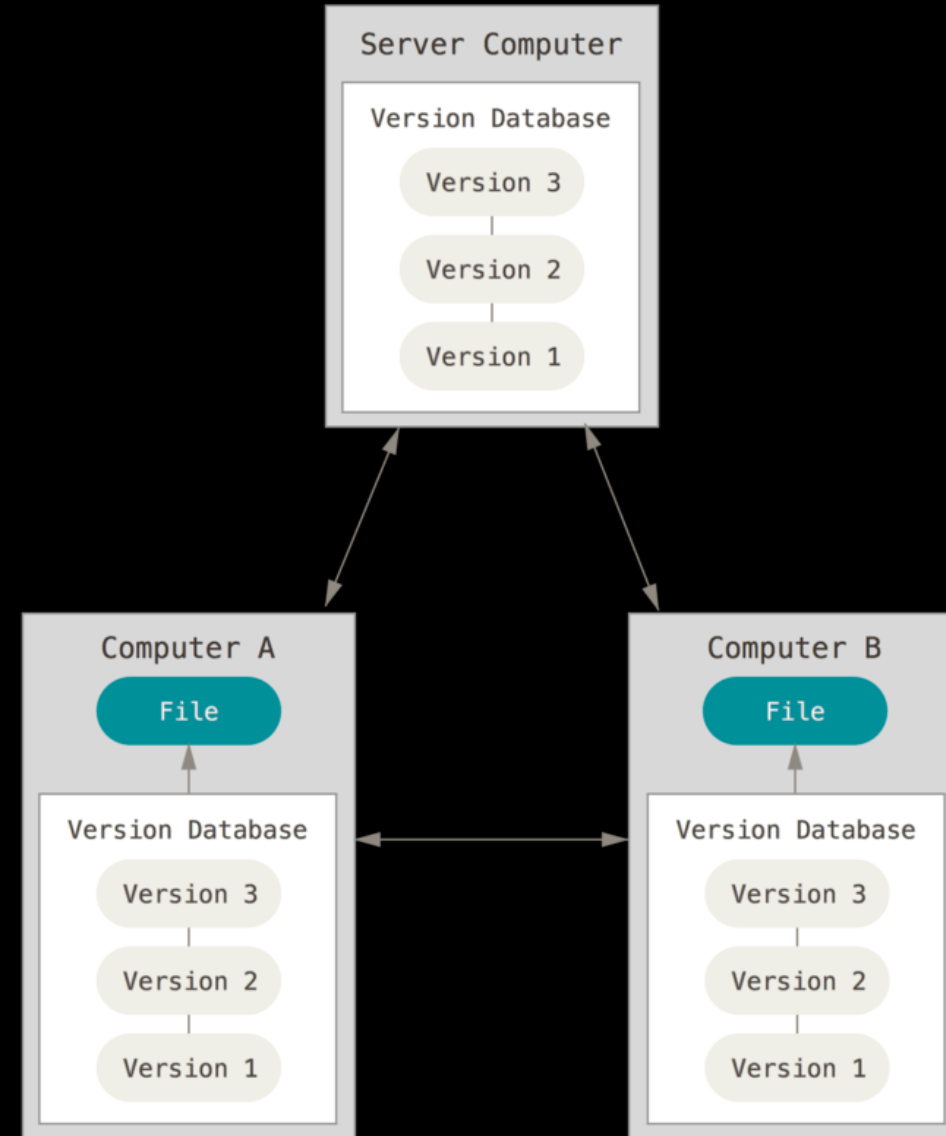 Server Computer
Version Database
Version 3
Version 2
Version 1
Computer A
File
Version Database
Version 3
Version 2
Version 1
Computer B
File
Version Database
Version 3
Version 2
Version 1